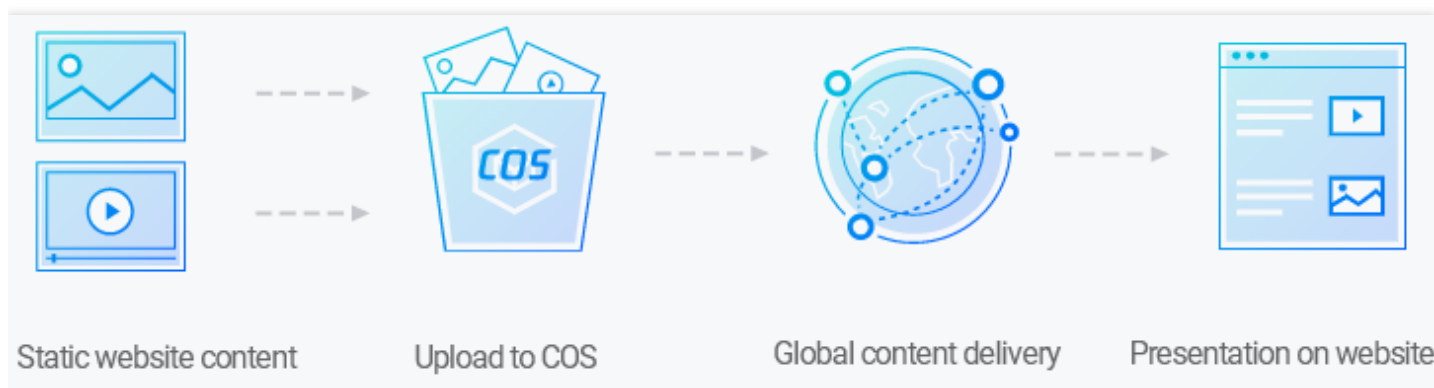 COS
Static website content
Upload to COS
Global content delivery
Presentation on website